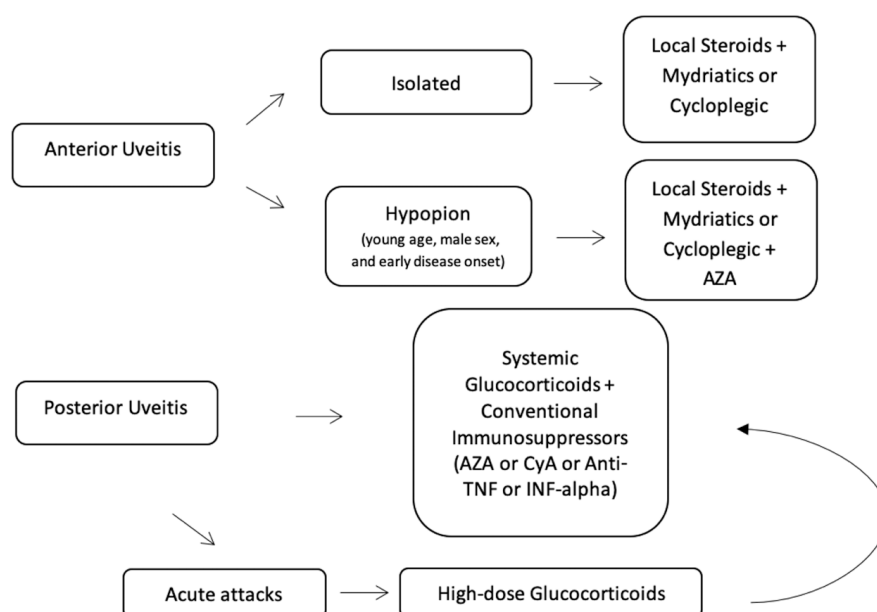 Anterior Uveitis
Isolated
Local Steroids +
Mydriatics or
Cycloplegic
Hypopion
(young age, male sex,
and early disease onset)
Local Steroids +
Mydriatics or
Cycloplegic +
AZA
Posterior Uveitis
Systemic
Glucocorticoids +
Conventional
Immunosuppressors
(AZA or CyA or Anti-
TNF or INF-alpha)
Acute attacks
High-dose Glucocorticoids